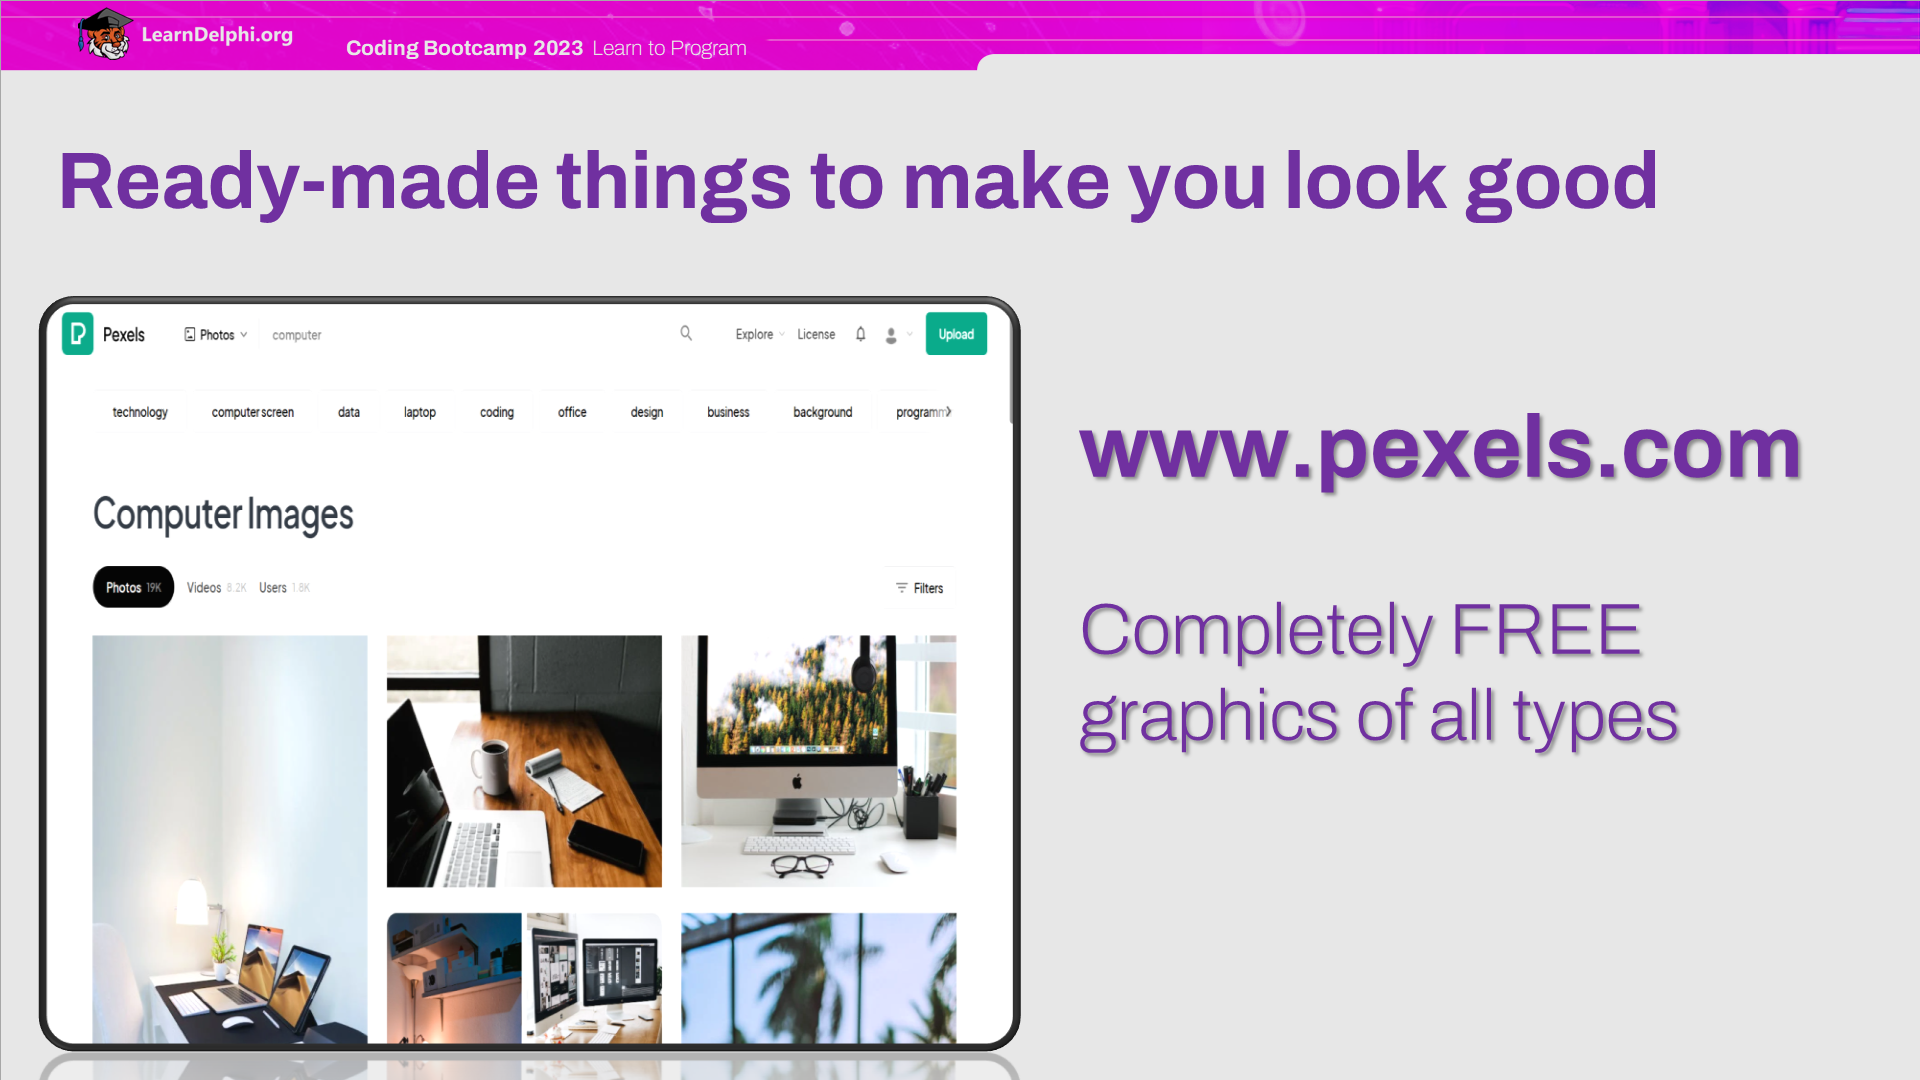 LearnDelphi.org
Coding Bootcamp 2023 Learn to Program
Ready-made things to make you look good
Pexels Photos computer Explore License Upload
technology computer screen data laptop coding office design business background programm
Computer Images
Photos 19K Videos 8.2K Users 1.8K Filters
www.pexels.com
Completely FREE
graphics of all types